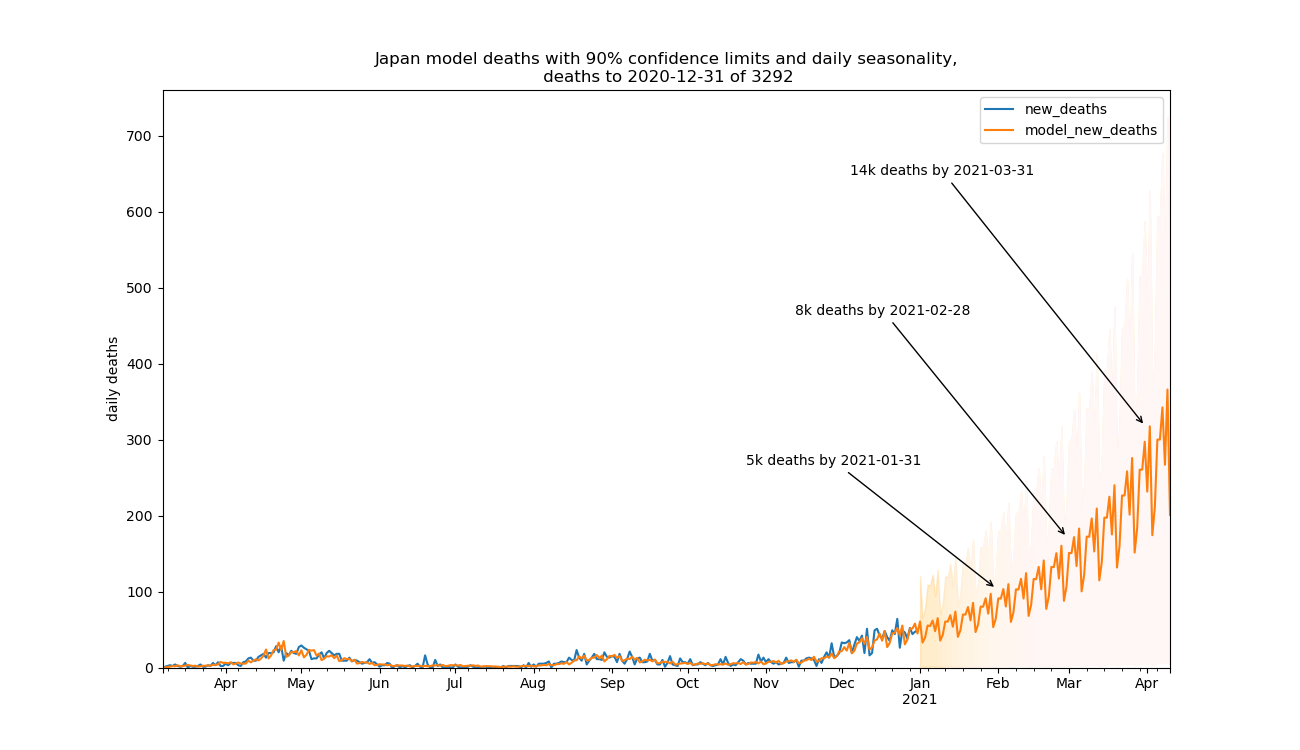 Japan model deaths with 90% confidence limits and daily seasonality,
deaths to 2020-12-31 of 3292
new_deaths
model_new_deaths
700
600
500
400
300
200
100
0
daily deaths
14k deaths by 2021-03-31
8k deaths by 2021-02-28
5k deaths by 2021-01-31
Apr May Jun Jul Aug Sep Oct Nov Dec Jan Feb Mar Apr
2021